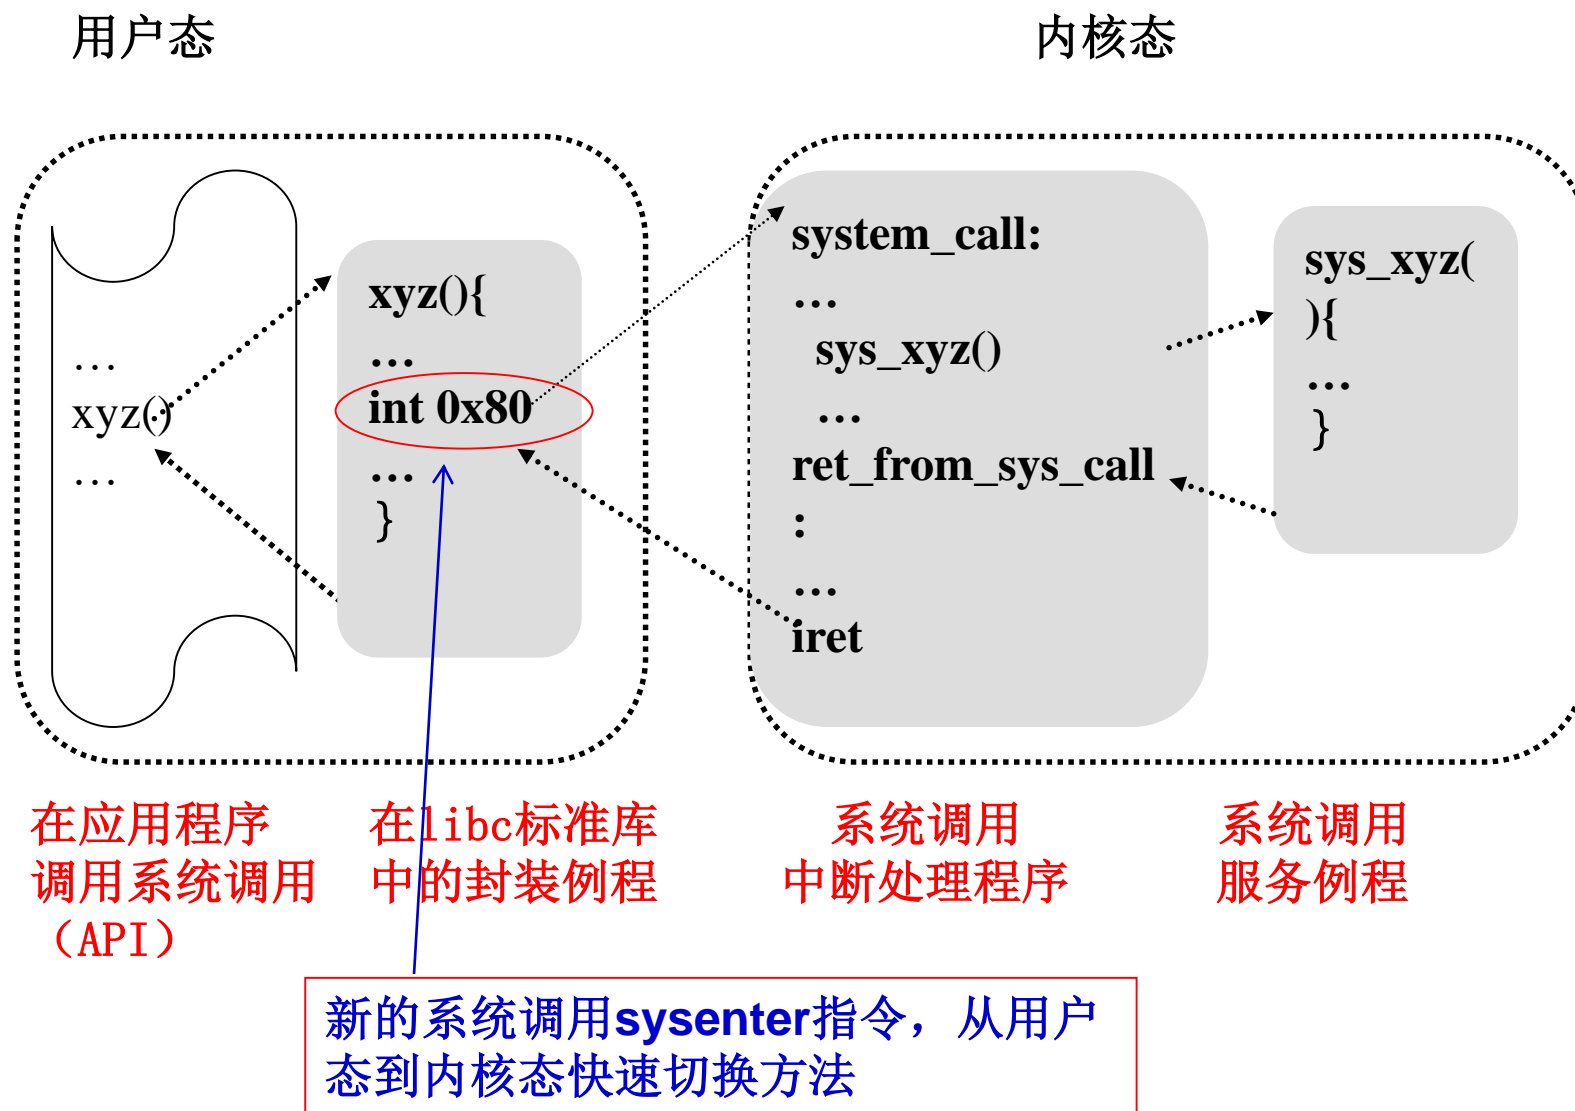 用户态
内核态
…
xyz()
…
xyz(){
…
int 0x80
…
}
system_call:
…
sys_xyz()
…
ret_from_sys_call
:
…
iret
sys_xyz(
){
…
}
在应用程序
调用系统调用
（API）
在libc标准库
中的封装例程
系统调用
中断处理程序
系统调用
服务例程
新的系统调用sysenter指令，从用户
态到内核态快速切换方法